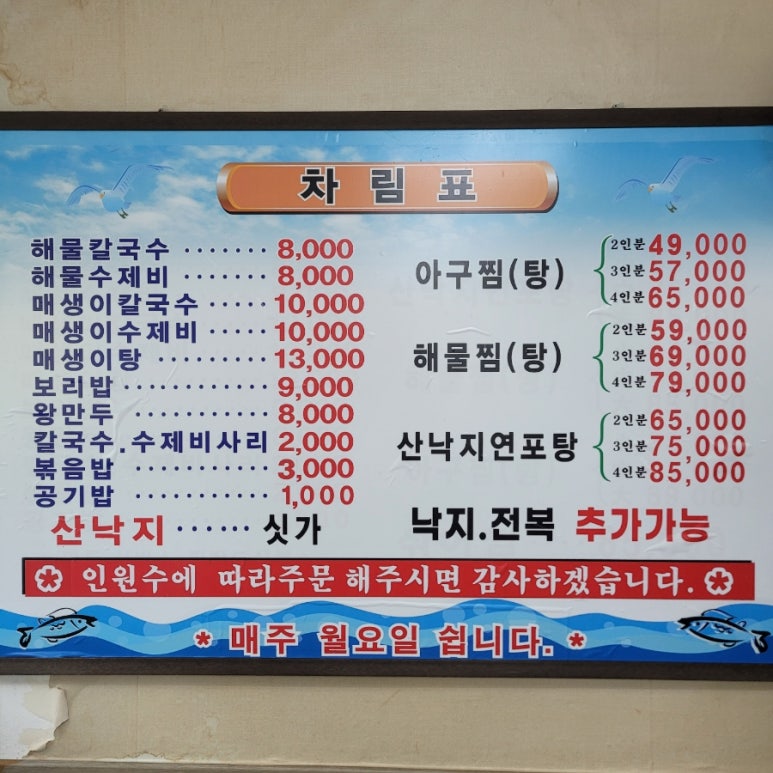 차림표
해물칼국수 ........ 8,000
해물수제비 ........ 8,000
매생이칼국수 ...... 10,000
매생이수제비 ...... 10,000
매생이탕 .......... 13,000
보리밥 ............ 9,000
왕만두 ............ 8,000
칼국수.수제비사리 2,000
볶음밥 ............ 3,000
공기밥 ............ 1,000
산낙지 ...... 싯가
아구찜(탕)
2인분 49,000
3인분 57,000
4인분 65,000
해물찜(탕)
2인분 59,000
3인분 69,000
4인분 79,000
산낙지연포탕
2인분 65,000
3인분 75,000
4인분 85,000
낙지.전복 추가가능
인원수에 따라주문 해주시면 감사하겠습니다.
* 매주 월요일 쉽니다. *